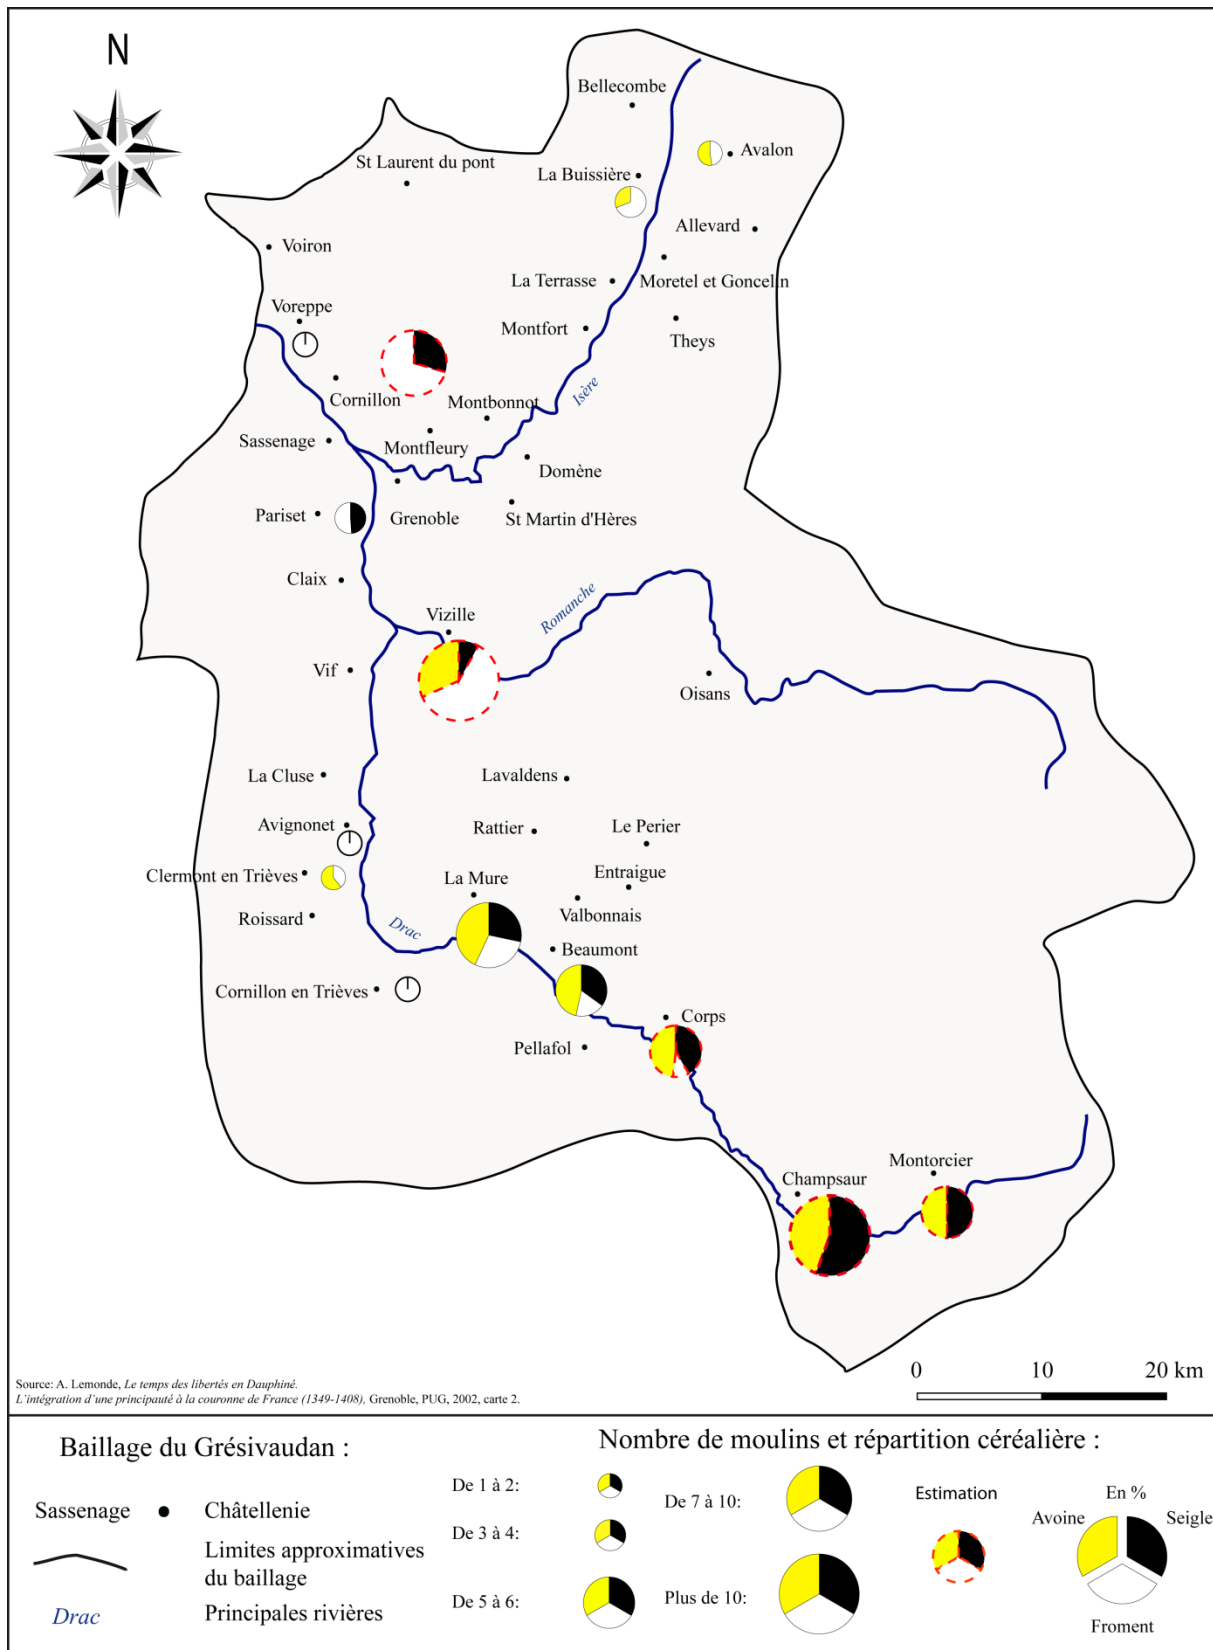 N
Bellecombe
Avalon
St Laurent du pont
La Buissière
Allevard
Voiron
La Terrasse
Moretel et Goncelin
Voreppe
Montfort
Theys
Isère
Cornillon
Montbonnot
Sassenage
Montfleury
Domène
Pariset
Grenoble
St Martin d'Hères
Claix
Romanche
Vizille
Vif
Oisans
La Cluse
Lavaldens
Avignonet
Rattier
Le Perier
Clermont en Trièves
La Mure
Entraigue
Roissard
Valbonnais
Drac
Beaumont
Cornillon en Trièves
Corps
Pellafol
Montorcier
Champsaur
0 10 20 km
Source: A. Lemonde, Le temps des libertés en Dauphiné.
L'intégration d'une principauté à la couronne de France (1349-1408), Grenoble, PUG, 2002, carte 2.
Baillage du Grésivaudan :
Sassenage
Châtellenie
Limites approximatives
du baillage
Drac
Principales rivières
Nombre de moulins et répartition céréalière :
De 1 à 2:
De 3 à 4:
De 5 à 6:
De 7 à 10:
Plus de 10:
Estimation
En %
Avoine
Seigle
Froment